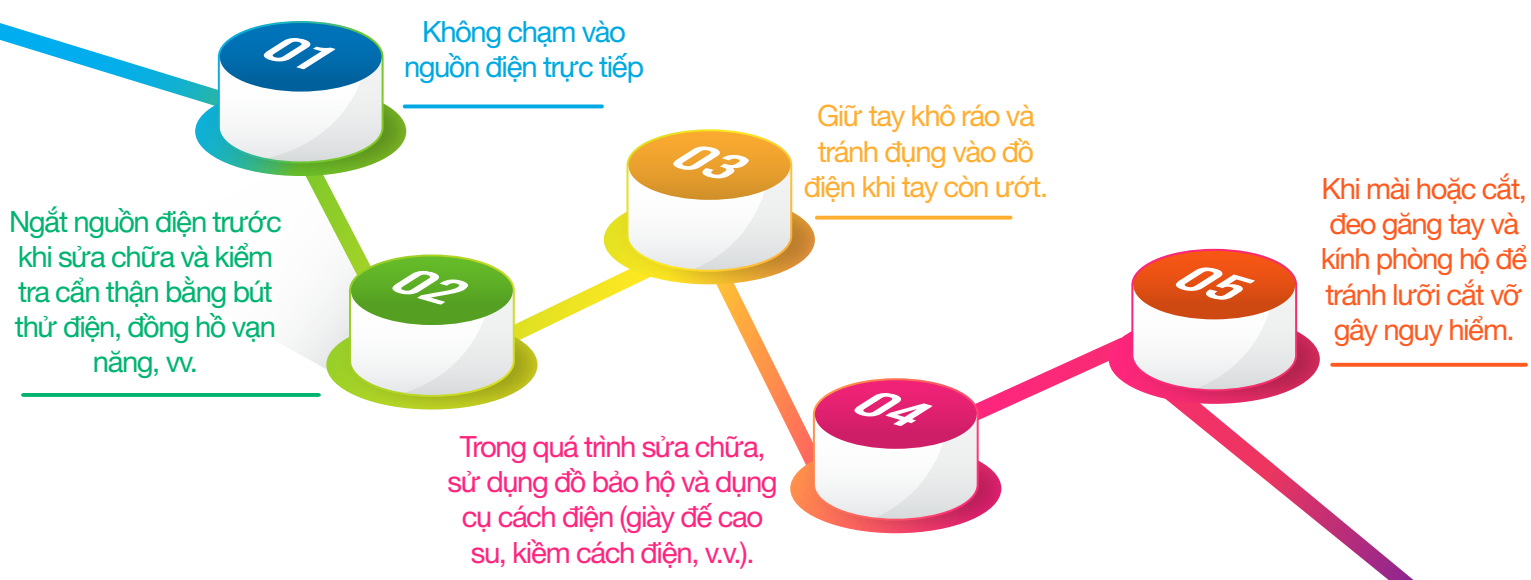 01
Không chạm vào
nguồn điện trực tiếp
02
Ngắt nguồn điện trước
khi sửa chữa và kiểm
tra cẩn thận bằng bút
thử điện, đồng hồ vạn
năng, vv.
03
Giữ tay khô ráo và
tránh đụng vào đồ
điện khi tay còn ướt.
04
Trong quá trình sửa chữa,
sử dụng đồ bảo hộ và dụng
cụ cách điện (giày đế cao
su, kiềm cách điện, v.v.).
05
Khi mài hoặc cắt,
đeo găng tay và
kính phòng hộ để
tránh lưỡi cắt vỡ
gây nguy hiểm.